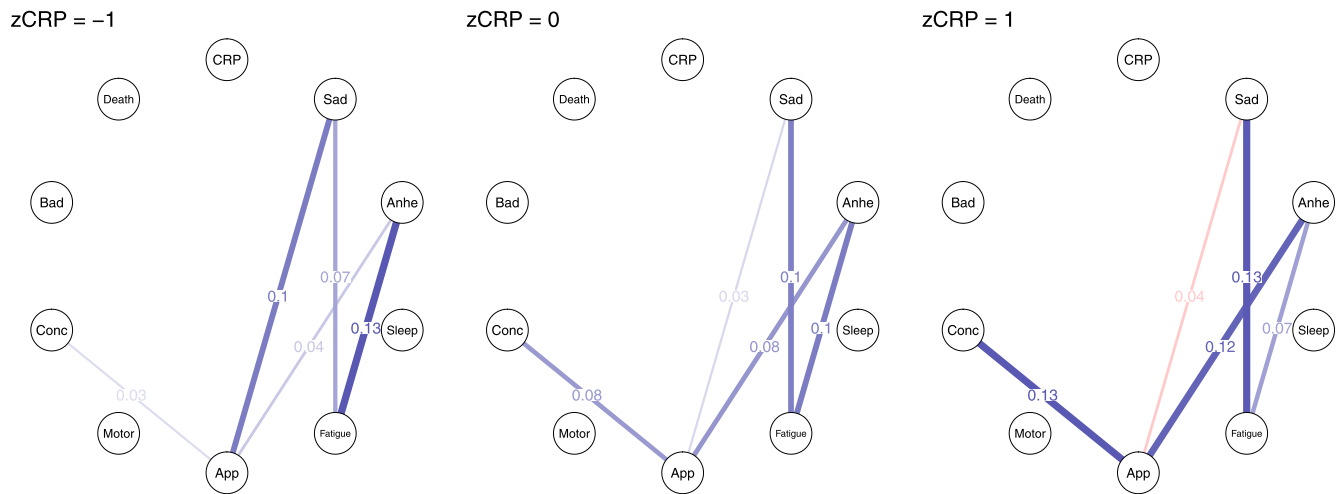 zCRP = −1
CRP
Death
Sad
Bad
Anhe
0.07
0.1
Conc
0.13
Sleep
0.04
0.03
Motor
Fatigue
App
zCRP = 0
CRP
Death
Sad
Bad
Anhe
0.1
0.03
Conc
0.1
Sleep
0.08
0.08
Motor
Fatigue
App
zCRP = 1
CRP
Death
Sad
Bad
Anhe
0.13
0.04
Conc
0.07
Sleep
0.12
0.13
Motor
Fatigue
App